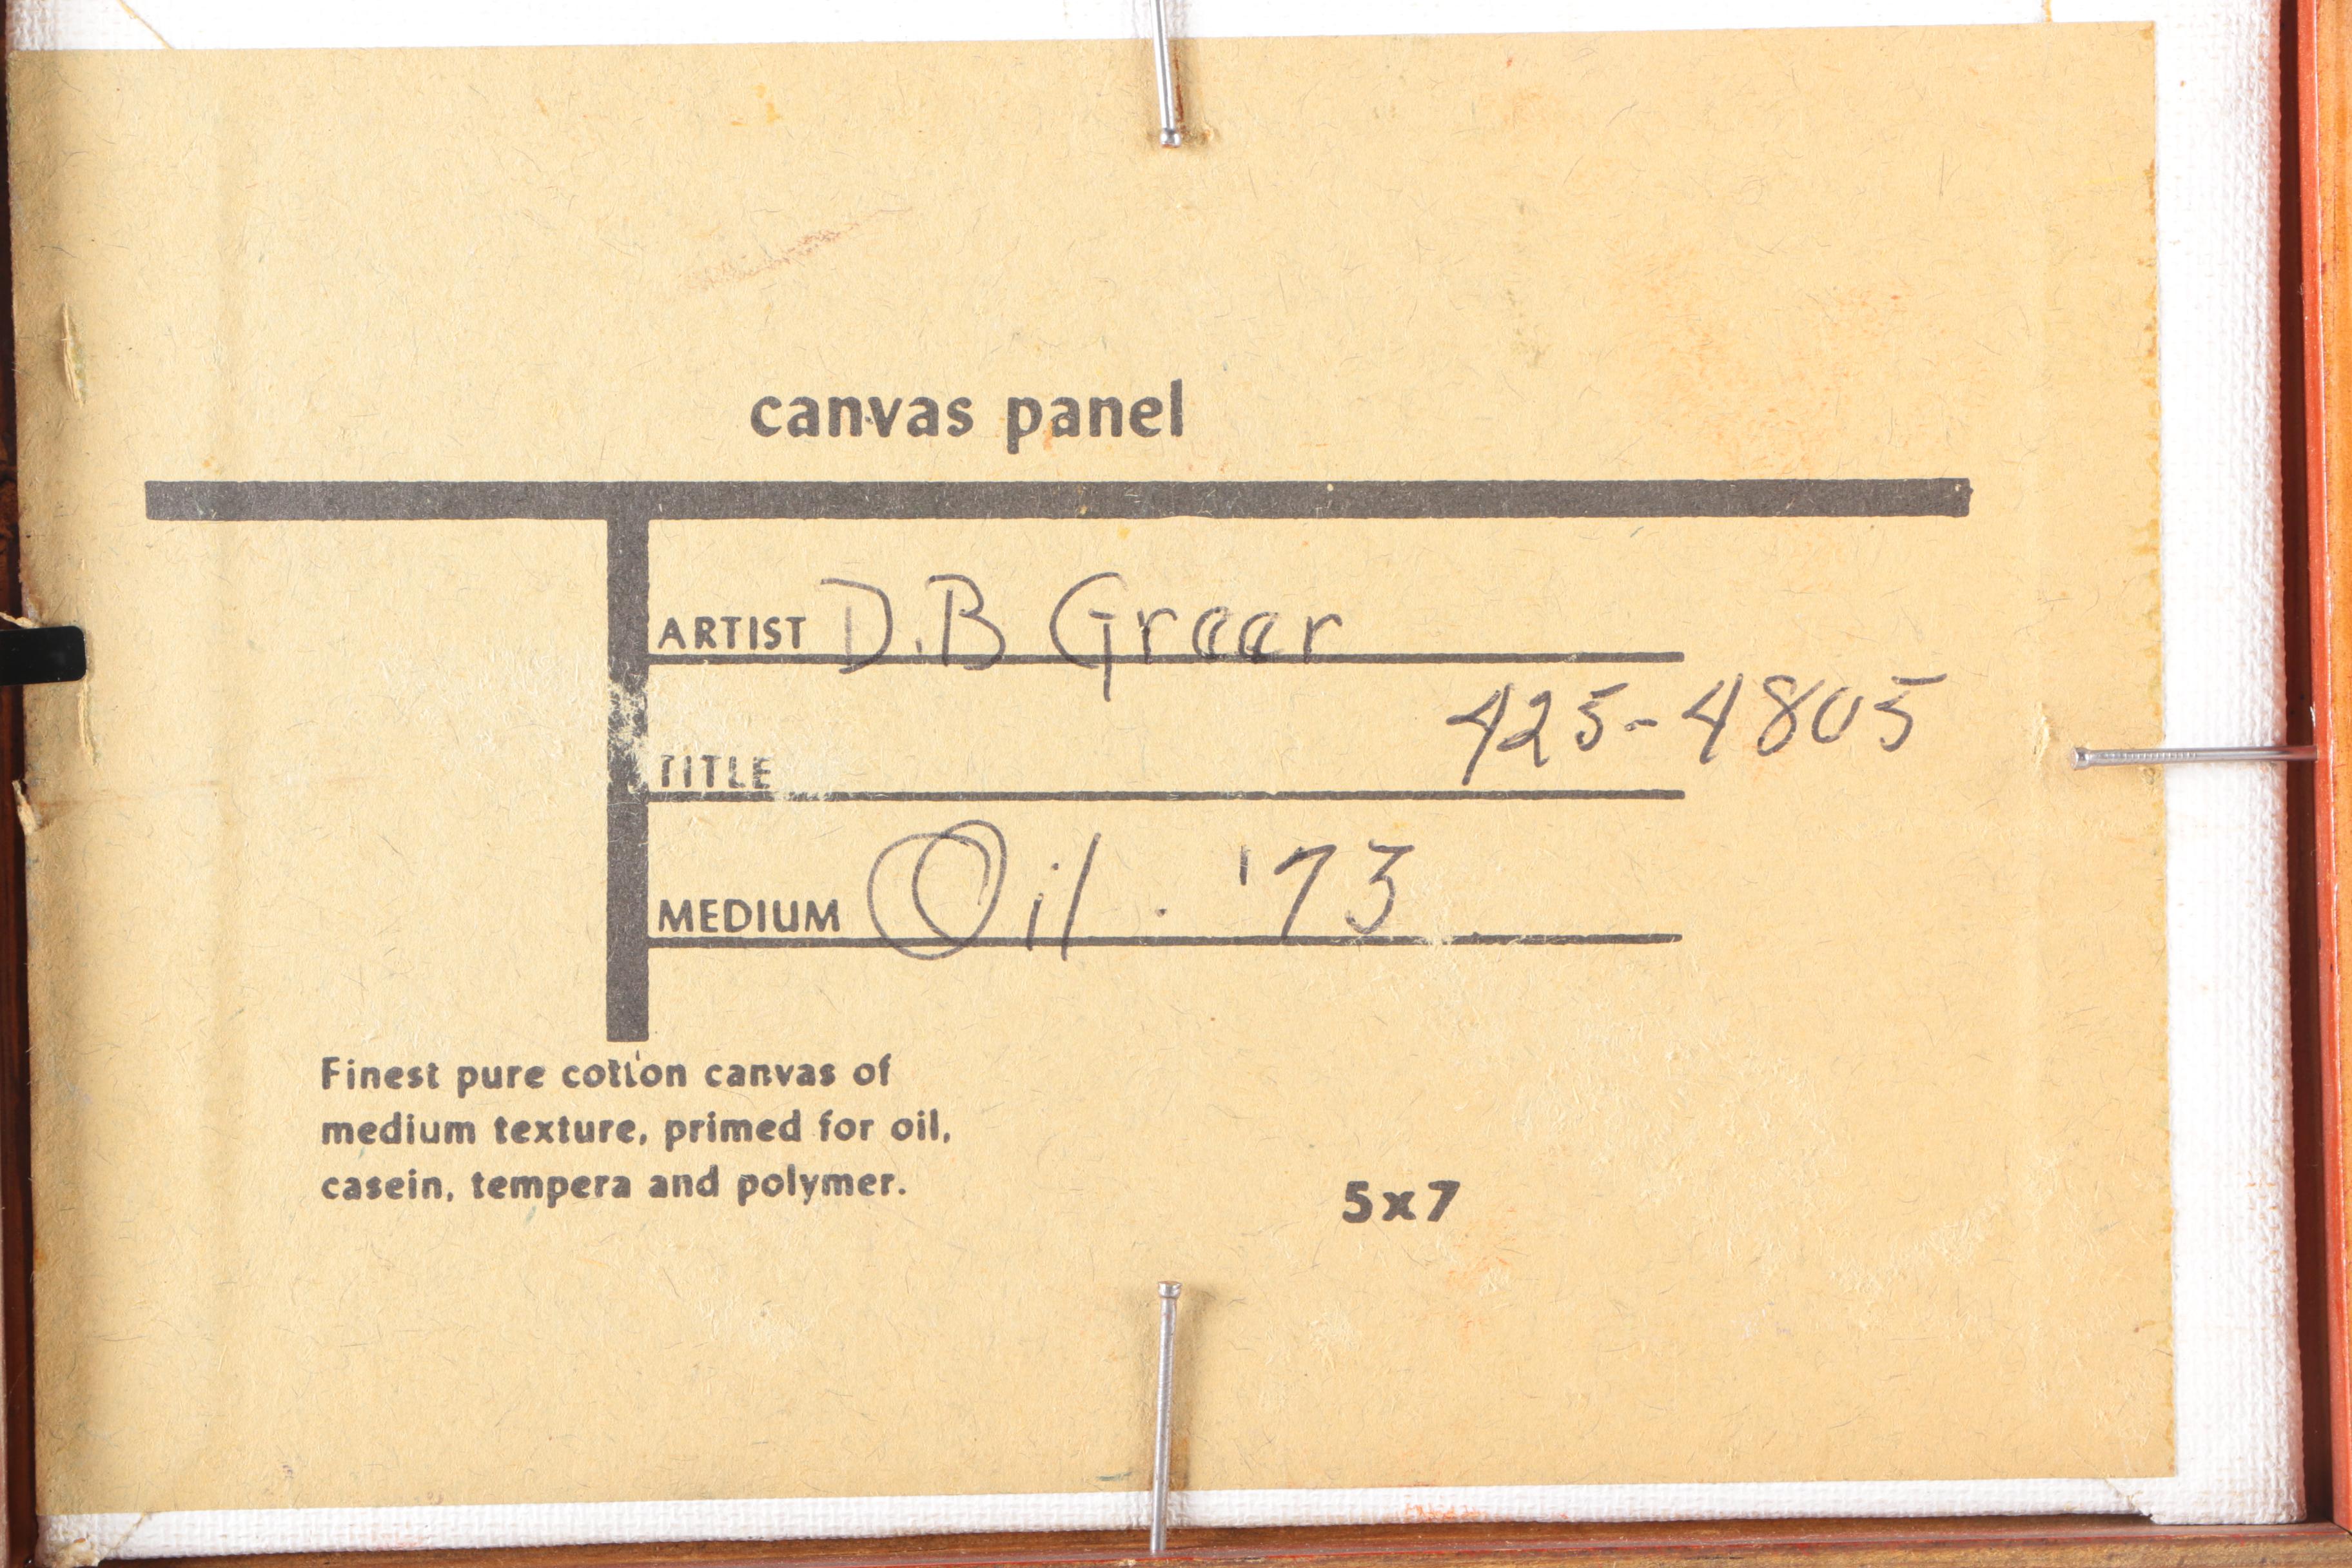 canvas panel
ARTIST D.B Greer
425-4805
TITLE
MEDIUM Oil. '73
Finest pure cotton canvas of
medium texture, primed for oil,
casein, tempera and polymer.
5x7